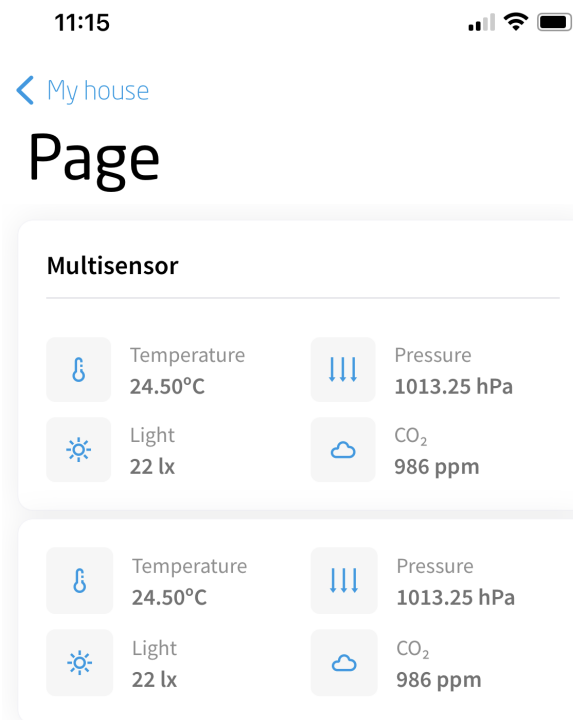 11:15
My house
Page
Multisensor
Temperature
24.50°C
Pressure
1013.25 hPa
Light
22 lx
CO₂
986 ppm
Temperature
24.50°C
Pressure
1013.25 hPa
Light
22 lx
CO₂
986 ppm